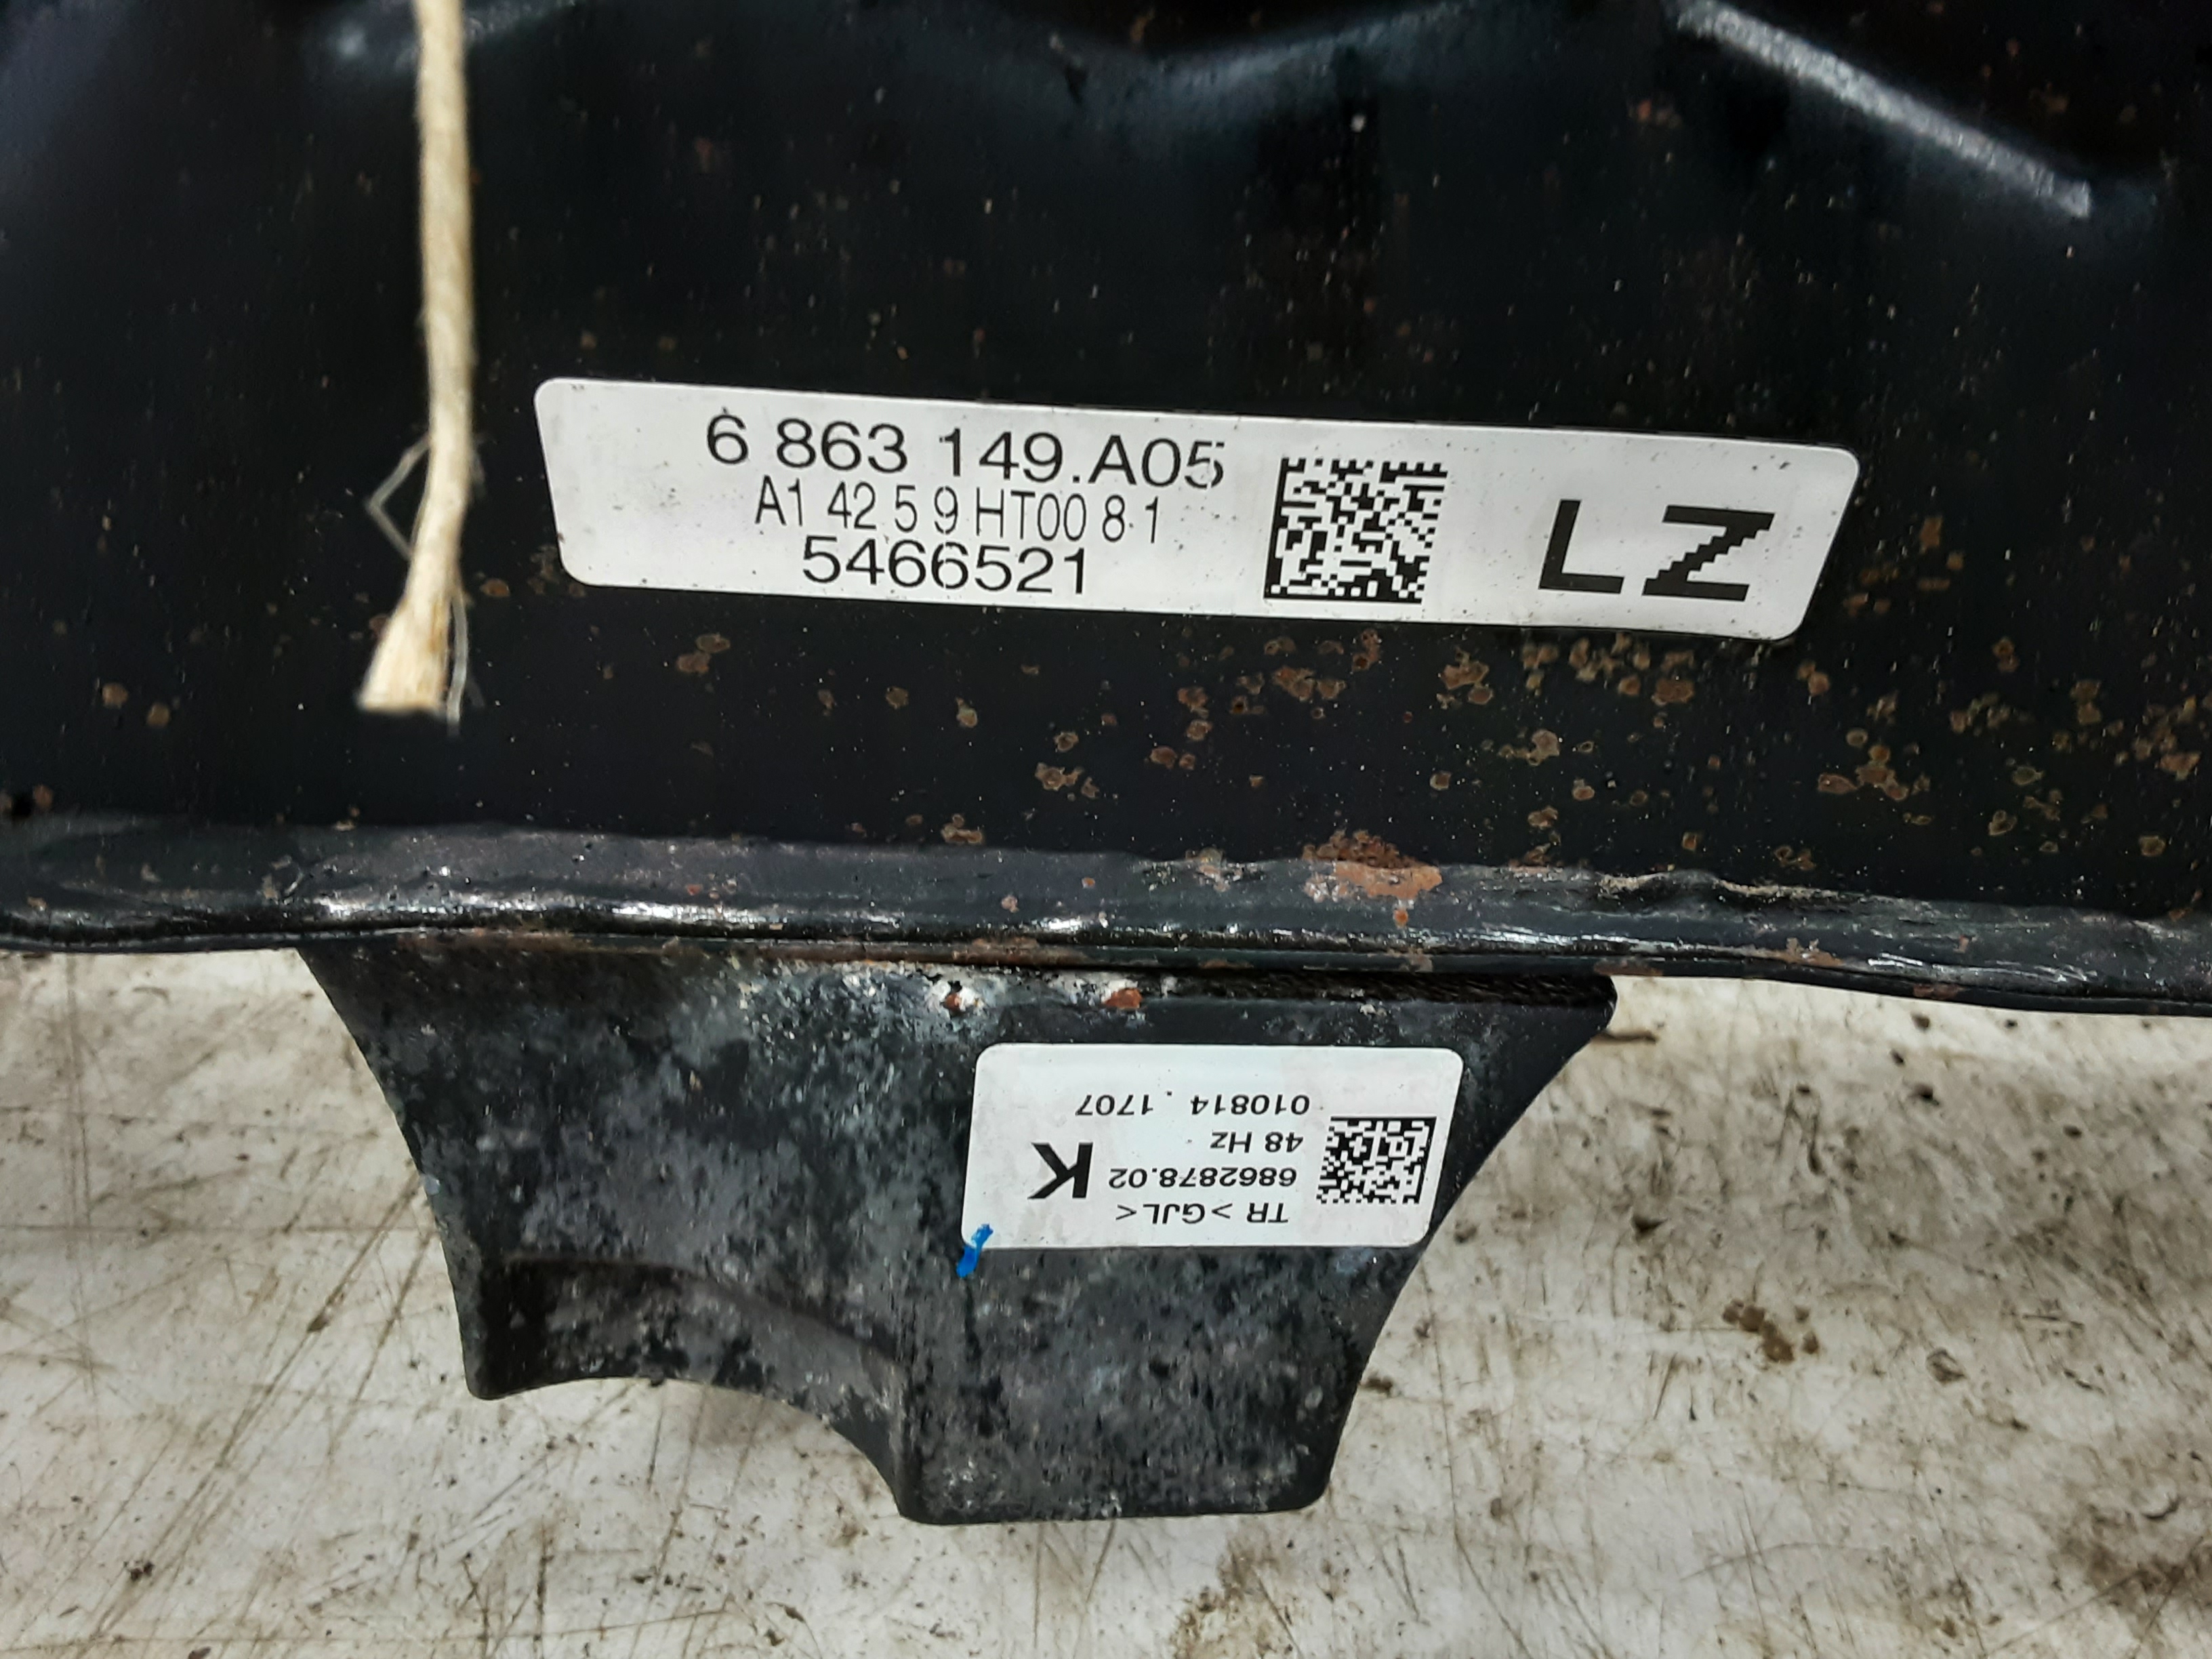 6 863 149.A05
A1 42 5 9 HT00 8 1
5466521
LZ
TR >GJL<
6862878.02
48 Hz
010814 . 1707
K